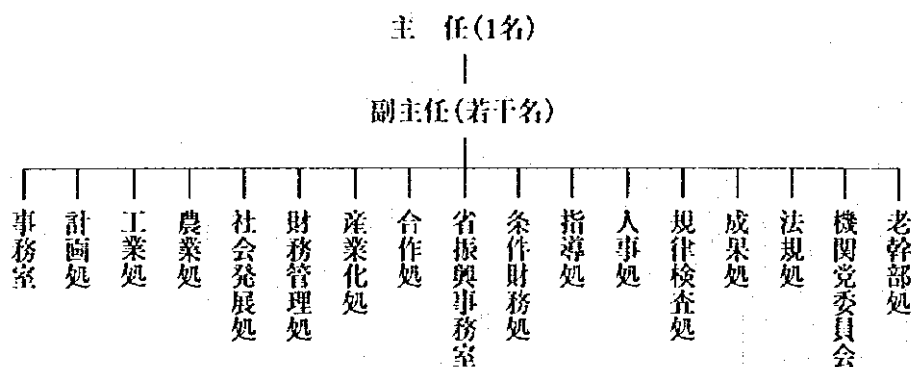 主　任(1名)
副主任(若干名)
事務室
計画処
工業処
農業処
社会発展処
財務管理処
産業化処
合作処
省振興事務室
条件財務処
指導処
人事処
規律検査処
成果処
法規処
機関党委員会
老幹部処